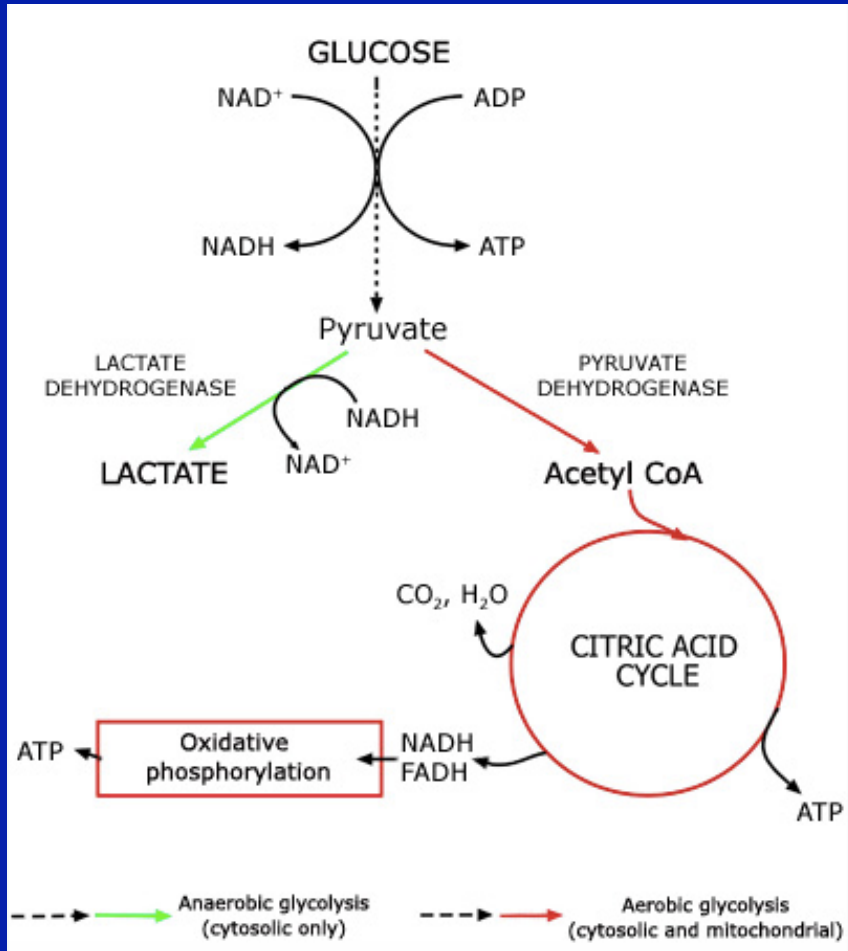 GLUCOSE
NAD⁺
ADP
NADH
ATP
Pyruvate
LACTATE
DEHYDROGENASE
PYRUVATE
DEHYDROGENASE
NADH
NAD⁺
LACTATE
Acetyl CoA
CO₂, H₂O
CITRIC ACID
CYCLE
ATP
Oxidative
phosphorylation
NADH
FADH
ATP
Anaerobic glycolysis
(cytosolic only)
Aerobic glycolysis
(cytosolic and mitochondrial)